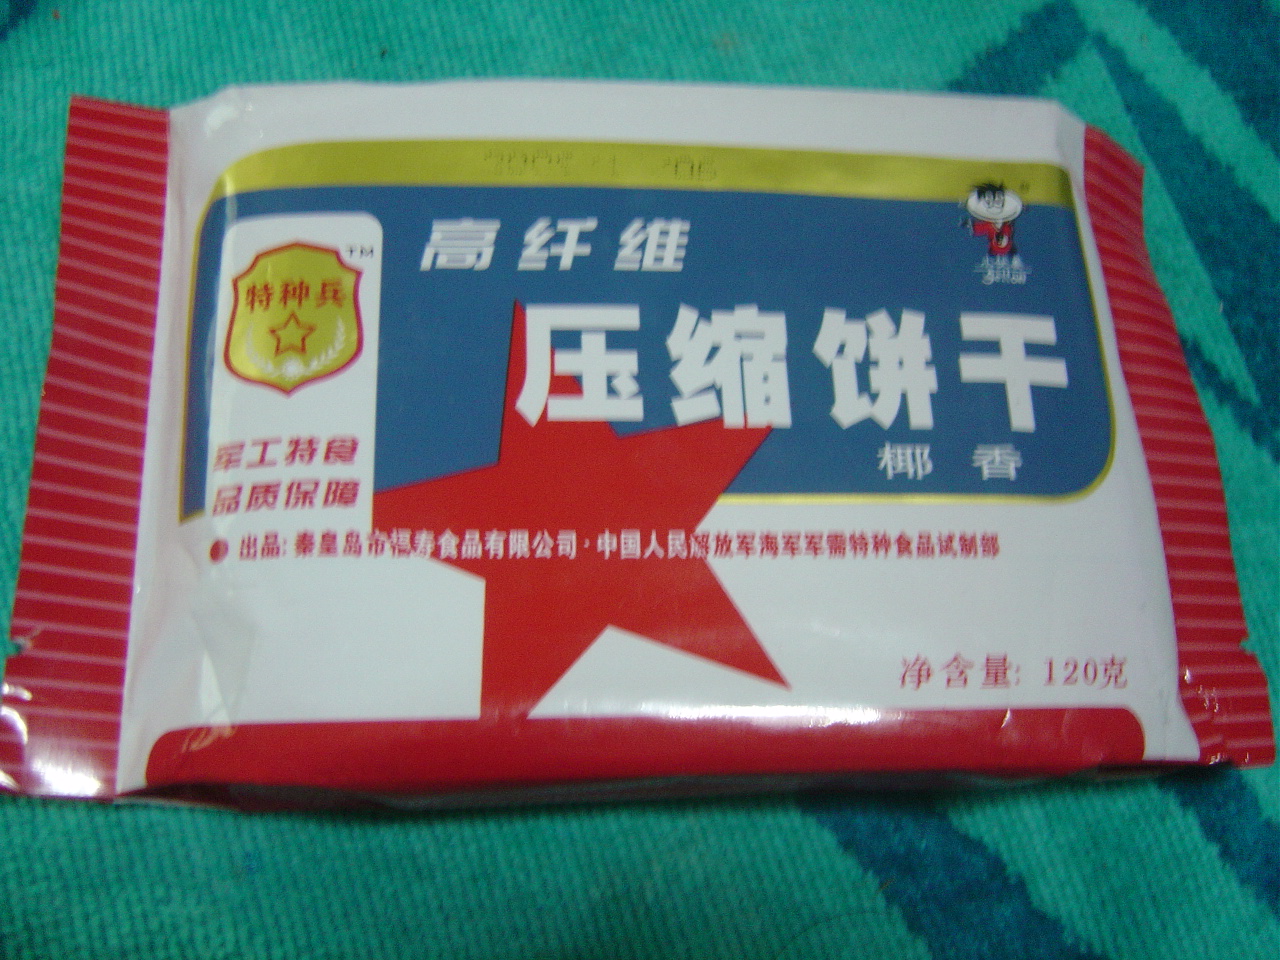 高纤维
TM
特种兵
压缩饼干
椰香
军工特食
品质保障
出品: 秦皇岛市福寿食品有限公司·中国人民解放军海军军需特种食品试制部
净含量: 120克